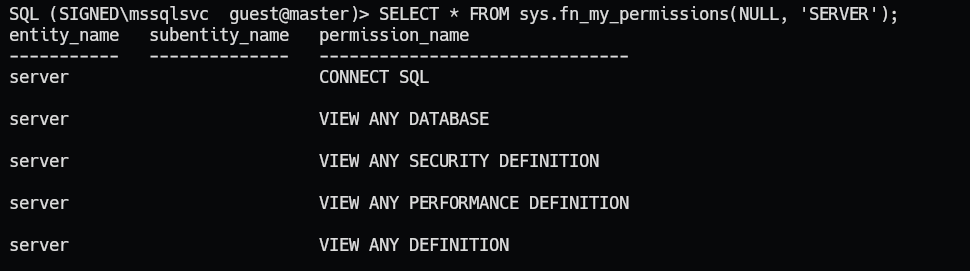 SQL (SIGNED\mssqlsvc  guest@master)> SELECT * FROM sys.fn_my_permissions(NULL, 'SERVER');
entity_name   subentity_name   permission_name
-----------   --------------   -------------------------------
server                         CONNECT SQL
server                         VIEW ANY DATABASE
server                         VIEW ANY SECURITY DEFINITION
server                         VIEW ANY PERFORMANCE DEFINITION
server                         VIEW ANY DEFINITION